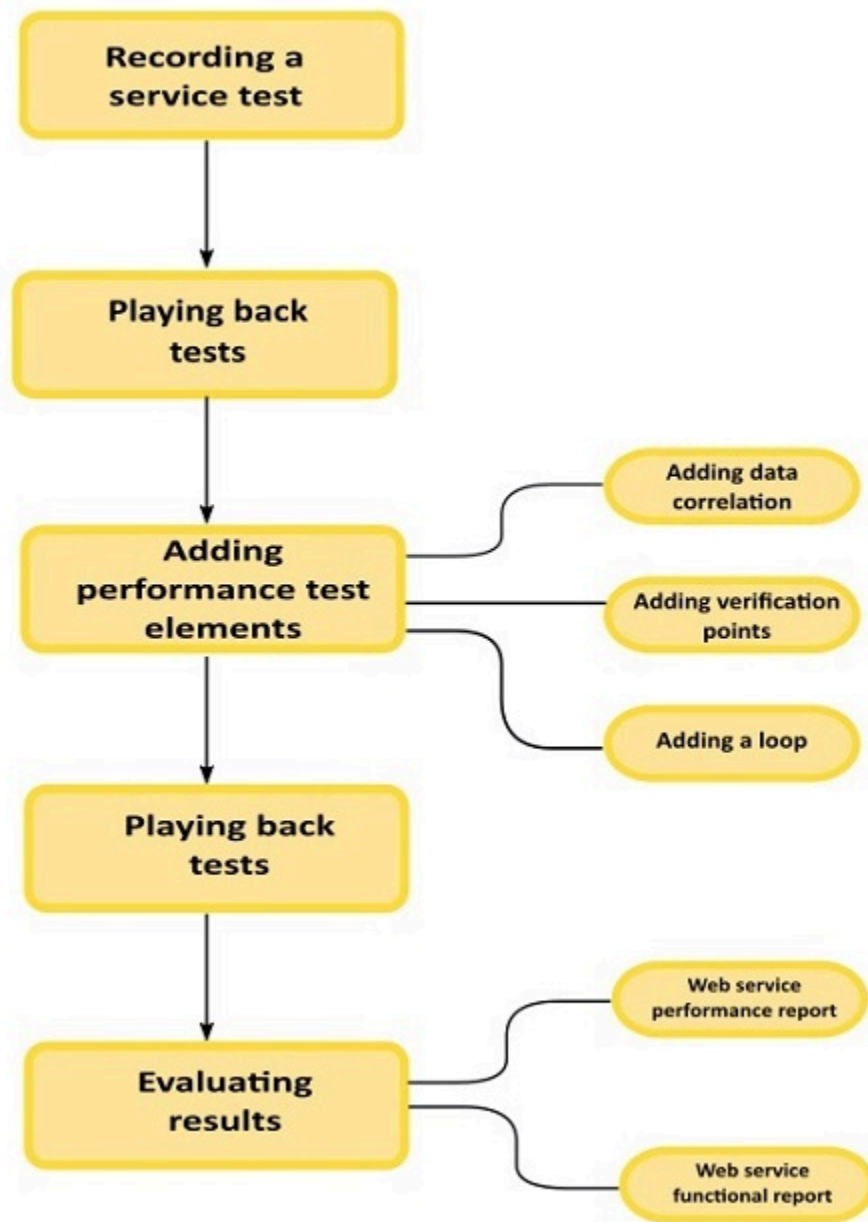 Recording a
service test
Playing back
tests
Adding
performance test
elements
Adding data
correlation
Adding verification
points
Adding a loop
Playing back
tests
Evaluating
results
Web service
performance report
Web service
functional report